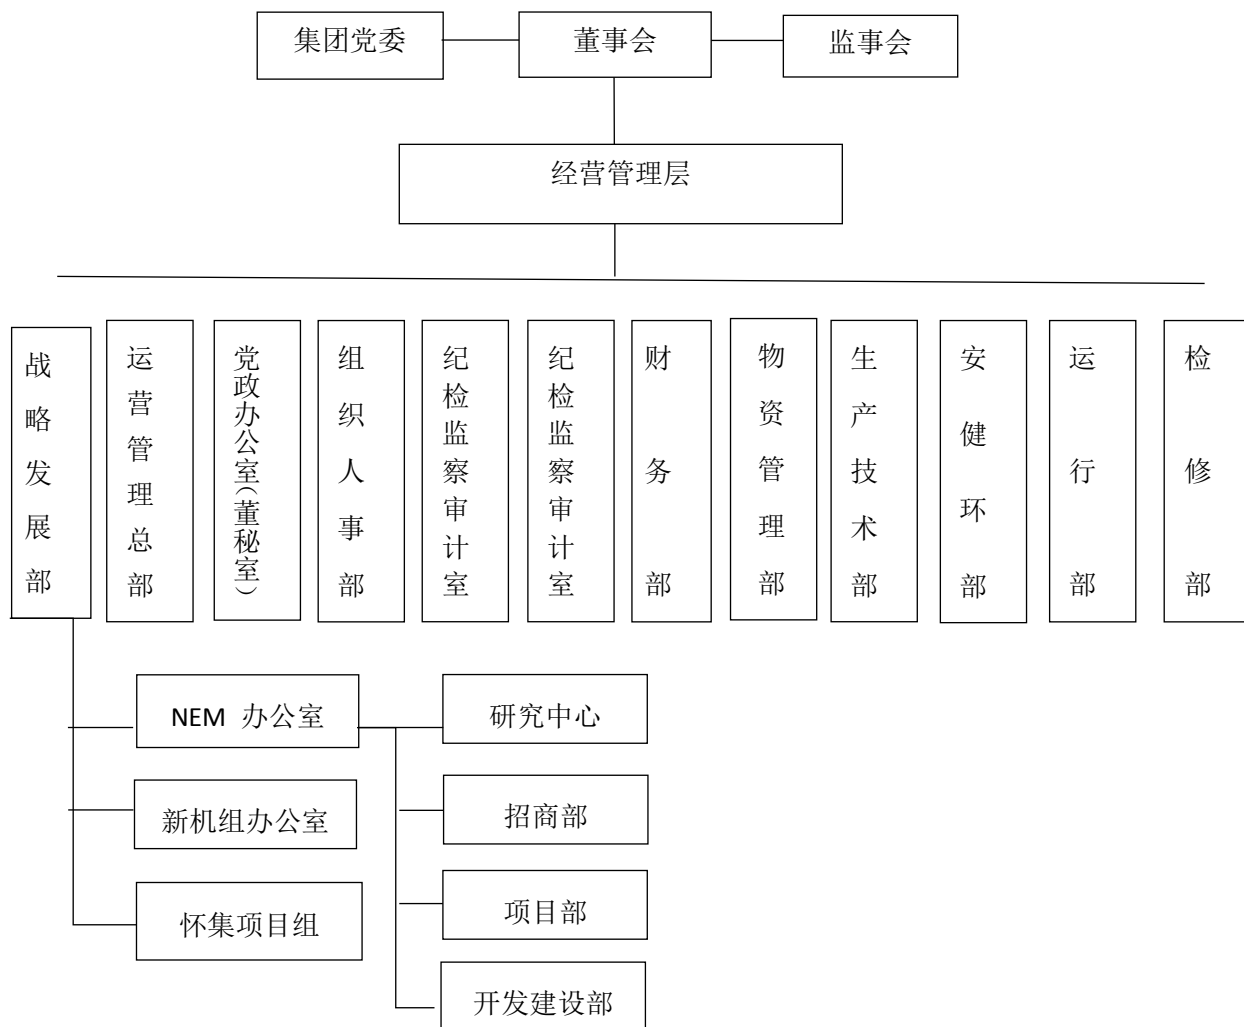 集团党委
董事会
监事会
经营管理层
战略发展部
运营管理总部
党政办公室(董秘室)
组织人事部
纪检监察审计室
纪检监察审计室
财务部
物资管理部
生产技术部
安健环部
运行部
检修部
NEM 办公室
研究中心
新机组办公室
招商部
怀集项目组
项目部
开发建设部